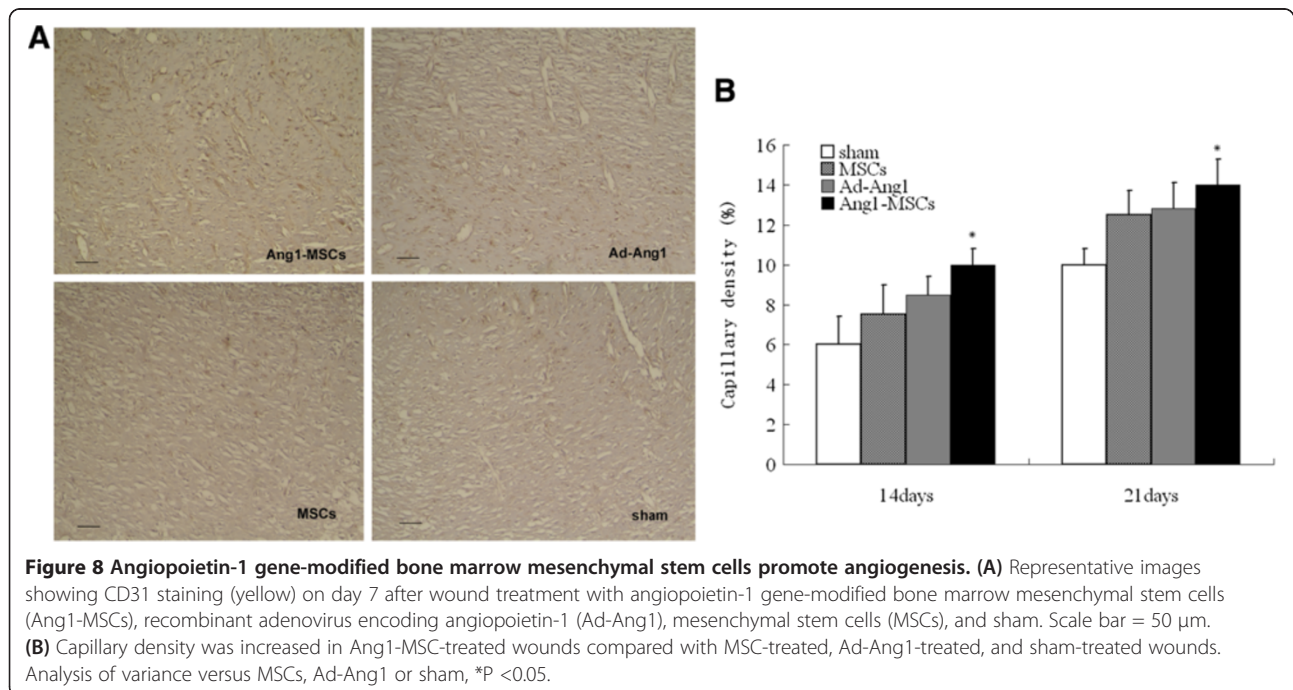 A
Ang1-MSCs
Ad-Ang1
MSCs
sham
B
Capillary density (%)
16
14
12
10
8
6
4
2
0
sham
MSCs
Ad-Ang1
Ang1-MSCs
*
*
14days
21days
Figure 8 Angiopoietin-1 gene-modified bone marrow mesenchymal stem cells promote angiogenesis. (A) Representative images
showing CD31 staining (yellow) on day 7 after wound treatment with angiopoietin-1 gene-modified bone marrow mesenchymal stem cells
(Ang1-MSCs), recombinant adenovirus encoding angiopoietin-1 (Ad-Ang1), mesenchymal stem cells (MSCs), and sham. Scale bar = 50 μm.
(B) Capillary density was increased in Ang1-MSC-treated wounds compared with MSC-treated, Ad-Ang1-treated, and sham-treated wounds.
Analysis of variance versus MSCs, Ad-Ang1 or sham, *P <0.05.